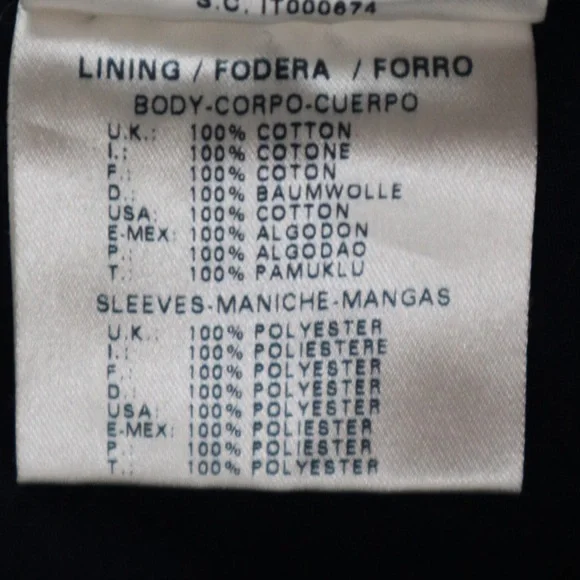 S.C. IT000674
LINING / FODERA / FORRO
BODY-CORPO-CUERPO
U.K.: 100% COTTON
I.: 100% COTONE
F.: 100% COTON
D.: 100% BAUMWOLLE
USA: 100% COTTON
E-MEX: 100% ALGODON
P.: 100% ALGODAO
T.: 100% PAMUKLU
SLEEVES-MANICHE-MANGAS
U.K.: 100% POLYESTER
I.: 100% POLIESTERE
F.: 100% POLYESTER
D.: 100% POLYESTER
USA: 100% POLYESTER
E-MEX: 100% POLIESTER
P.: 100% POLIESTER
T.: 100% POLYESTER